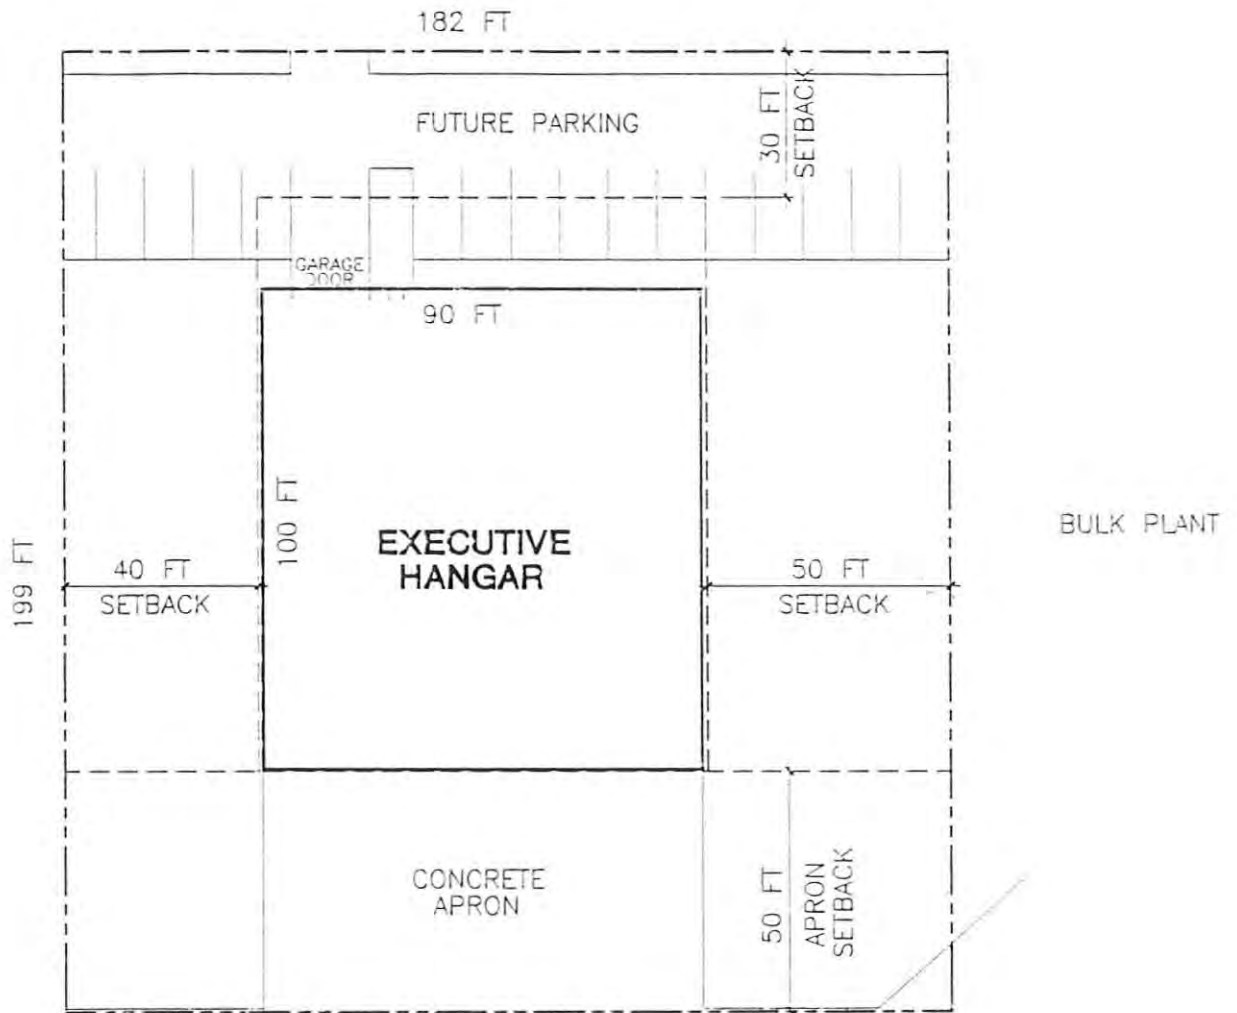 182 FT
FUTURE PARKING
30 FT
SETBACK
GARAGE
DOOR
90 FT
100 FT
EXECUTIVE
HANGAR
199 FT
40 FT
SETBACK
50 FT
SETBACK
BULK PLANT
CONCRETE
APRON
50 FT
APRON
SETBACK